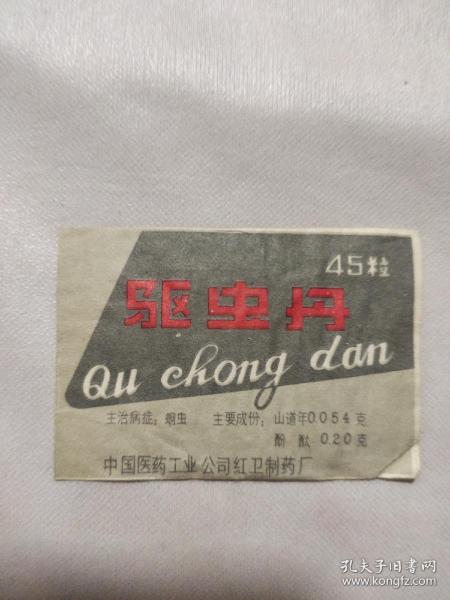 45粒
驱虫丹
Qu chong dan
主治病症：蛔虫 主要成份：山道年0.054克
酚酞 0.20克
中国医药工业公司红卫制药厂
孔夫子旧书网
www.kongfz.com